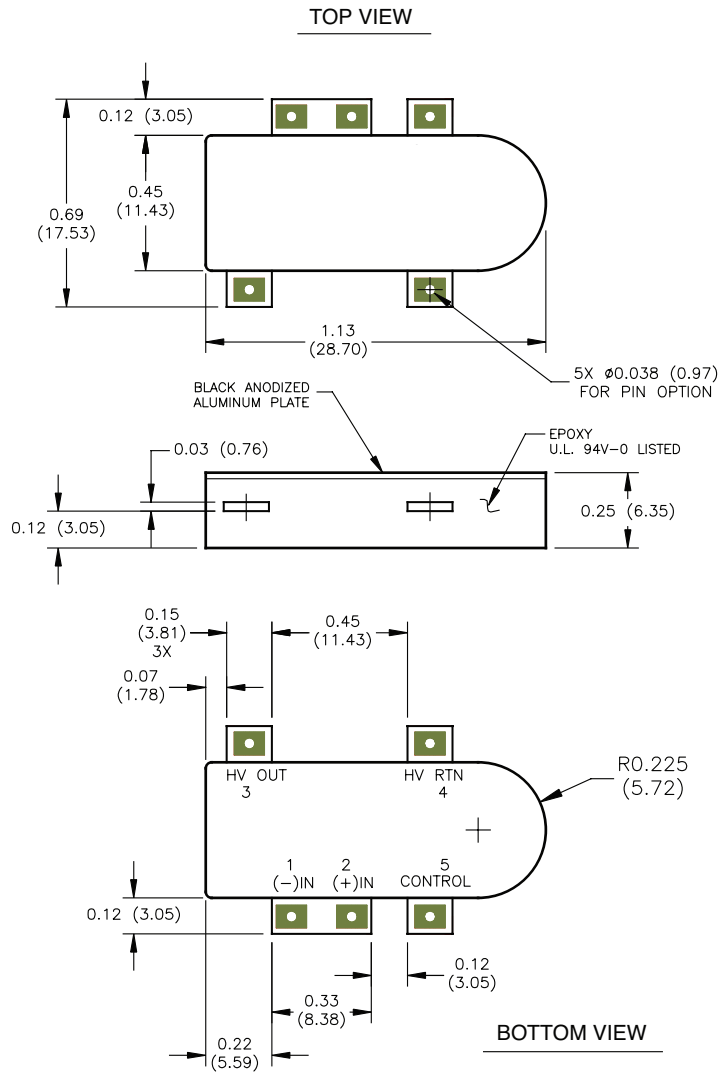 TOP VIEW
0.12 (3.05)
0.45
(11.43)
0.69
(17.53)
1.13
(28.70)
5X ø0.038 (0.97)
FOR PIN OPTION
BLACK ANODIZED
ALUMINUM PLATE
EPOXY
U.L. 94V-0 LISTED
0.03 (0.76)
0.12 (3.05)
0.25 (6.35)
0.15
(3.81)
3X
0.45
(11.43)
0.07
(1.78)
HV OUT
3
HV RTN
4
R0.225
(5.72)
1
(-)IN
2
(+)IN
5
CONTROL
0.12 (3.05)
0.12
(3.05)
0.33
(8.38)
0.22
(5.59)
BOTTOM VIEW